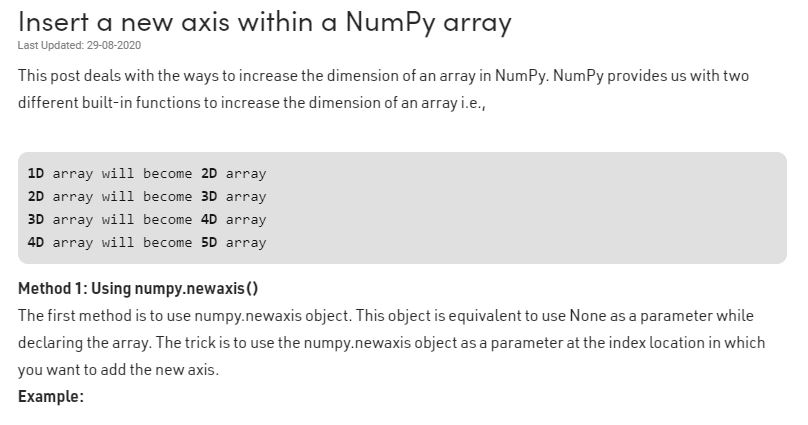 Insert a new axis within a NumPy array
Last Updated: 29-08-2020
This post deals with the ways to increase the dimension of an array in NumPy. NumPy provides us with two
different built-in functions to increase the dimension of an array i.e.,
1D array will become 2D array
2D array will become 3D array
3D array will become 4D array
4D array will become 5D array
Method 1: Using numpy.newaxis()
The first method is to use numpy.newaxis object. This object is equivalent to use None as a parameter while
declaring the array. The trick is to use the numpy.newaxis object as a parameter at the index location in which
you want to add the new axis.
Example: